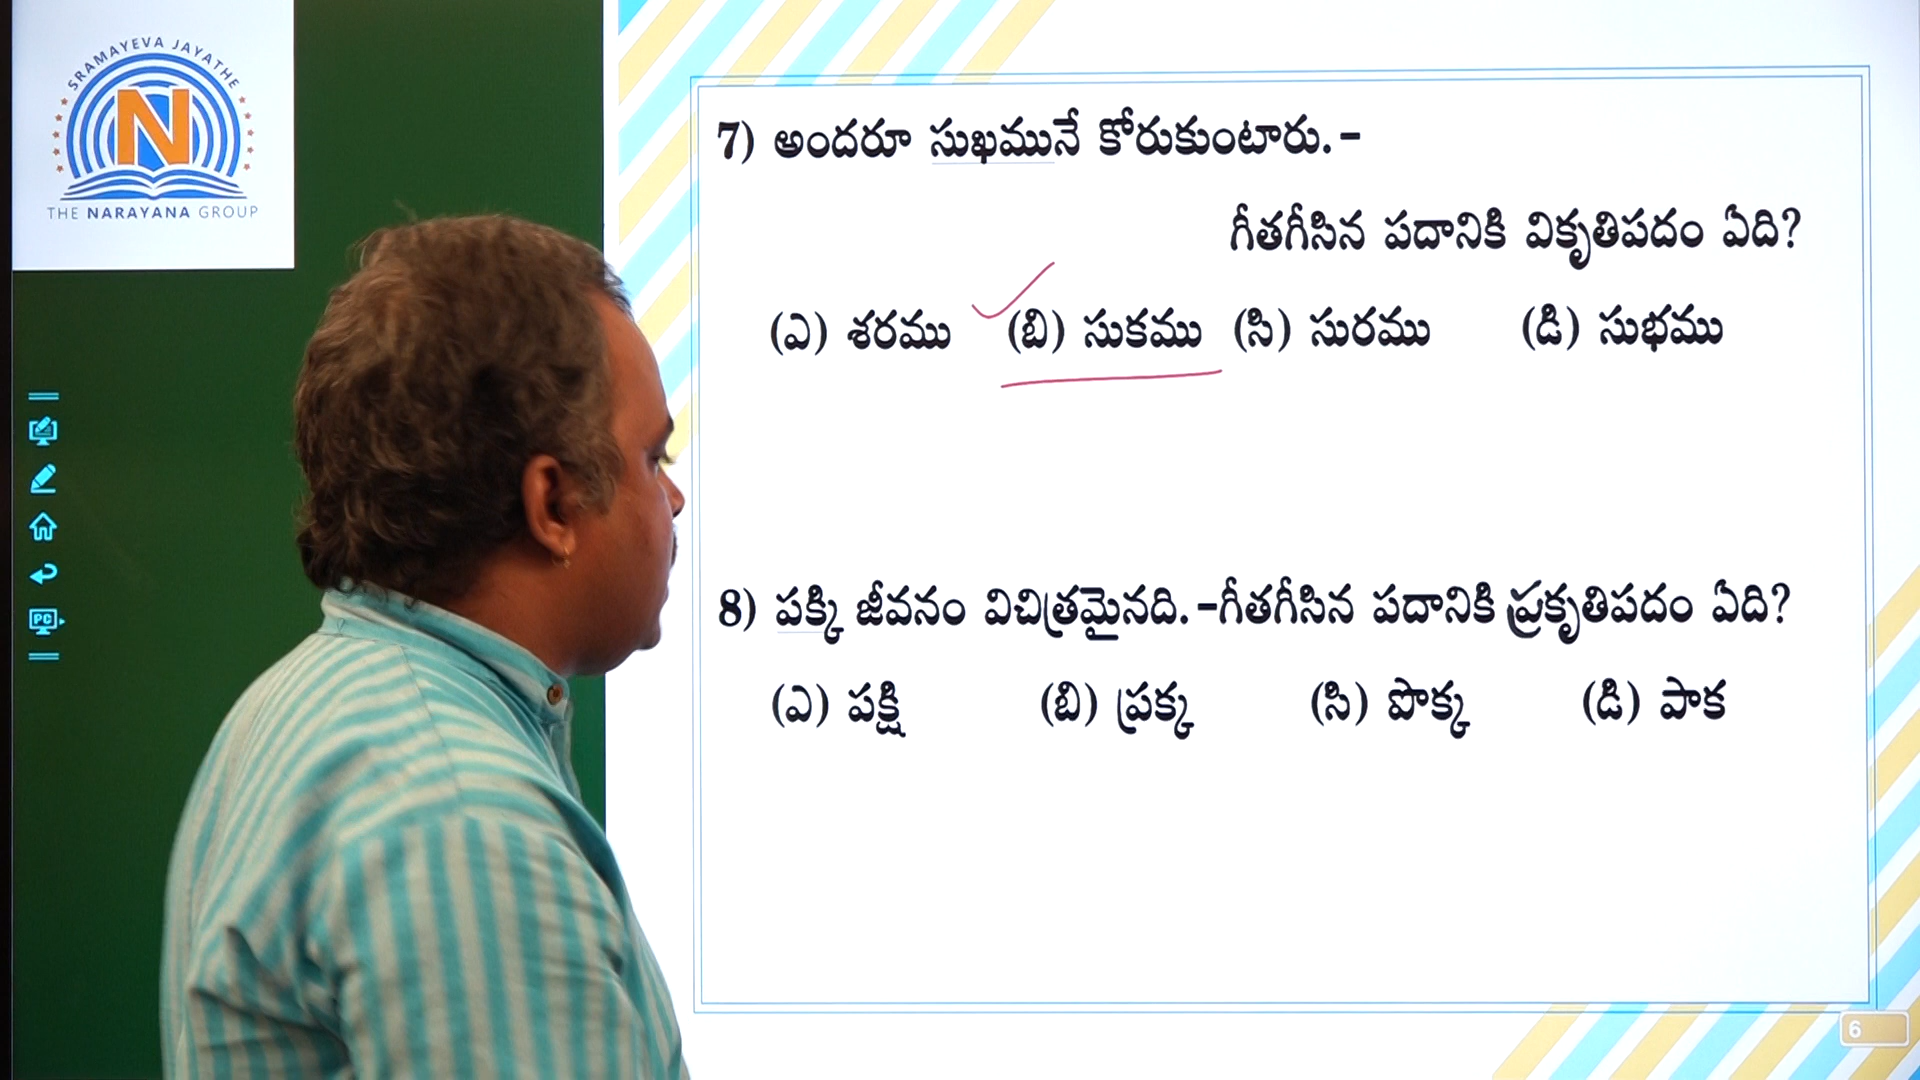 SRAMAYEVA JAYATHE
N
THE NARAYANA GROUP
7) అందరూ సుఖమునే కోరుకుంటారు.-
గీతగీసిన పదానికి వికృతిపదం ఏది?
(ఎ) శరము (బి) సుకము (సి) సురము (డి) సుభము
8) పక్కి జీవనం విచిత్రమైనది.-గీతగీసిన పదానికి ప్రకృతిపదం ఏది?
(ఎ) పక్షి (బి) ప్రక్క (సి) పొక్క (డి) పాక
PC
6